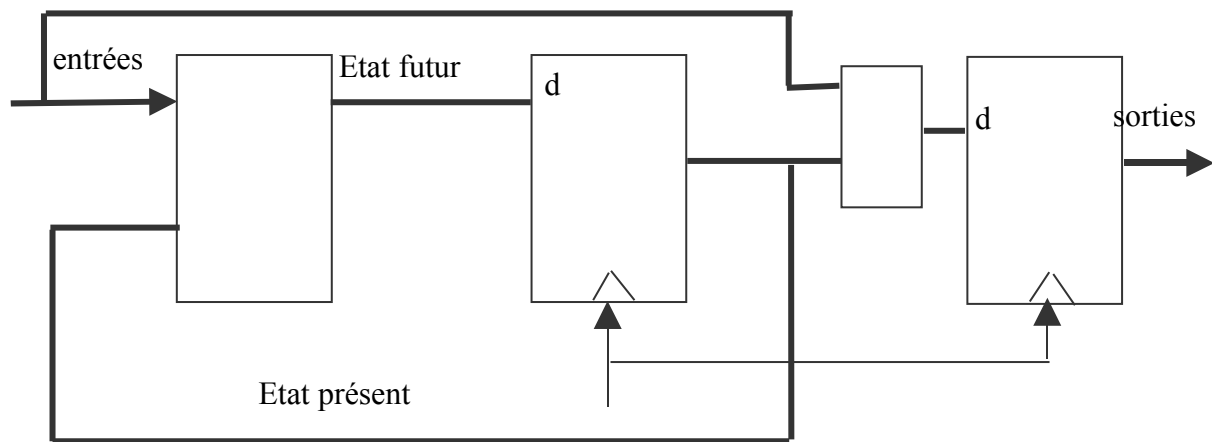 entrées
Etat futur
d
d
sorties
Etat présent